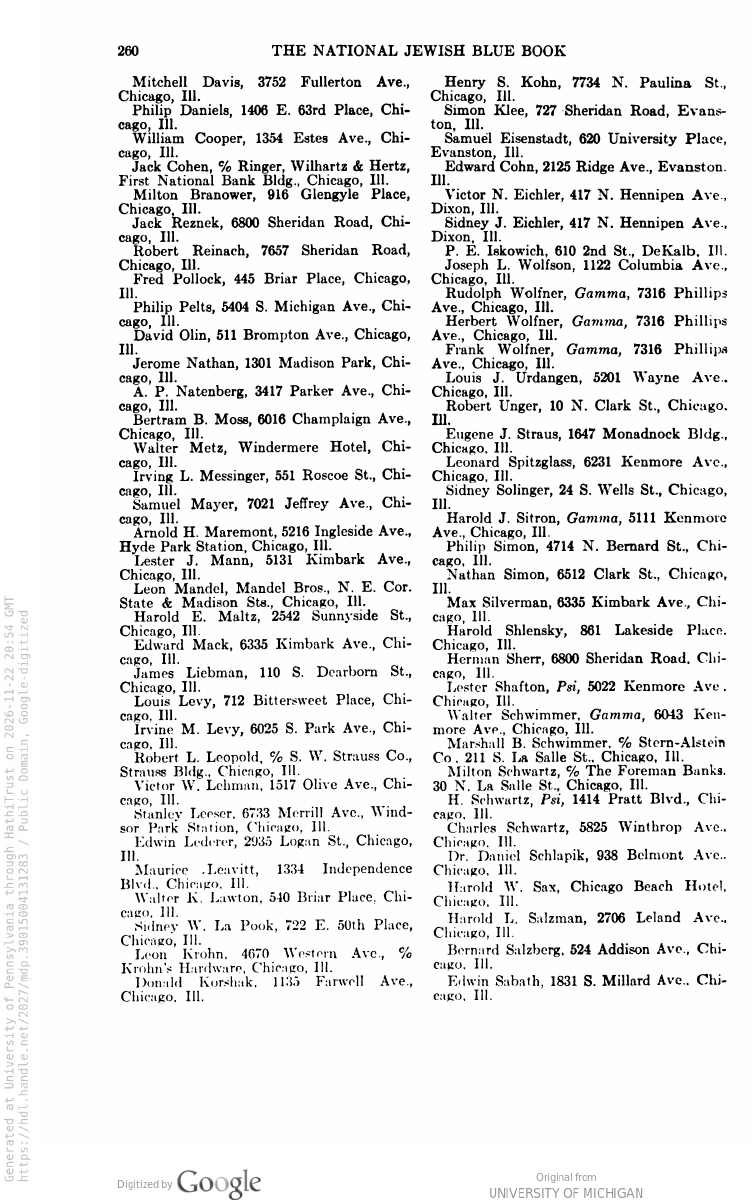 260
THE NATIONAL JEWISH BLUE BOOK
Mitchell Davis, 3752 Fullerton Ave.,
Chicago, Ill.
Philip Daniels, 1406 E. 63rd Place, Chi-
cago, Ill.
William Cooper, 1354 Estes Ave., Chi-
cago, Ill.
Jack Cohen, % Ringer, Wilhartz & Hertz,
First National Bank Bldg., Chicago, Ill.
Milton Branower, 916 Glengyle Place,
Chicago, Ill.
Jack Reznek, 6800 Sheridan Road, Chi-
cago, Ill.
Robert Reinach, 7657 Sheridan Road,
Chicago, Ill.
Fred Pollock, 445 Briar Place, Chicago,
Ill.
Philip Pelts, 5404 S. Michigan Ave., Chi-
cago, Ill.
David Olin, 511 Brompton Ave., Chicago,
Ill.
Jerome Nathan, 1301 Madison Park, Chi-
cago, Ill.
A. P. Natenberg, 3417 Parker Ave., Chi-
cago, Ill.
Bertram B. Moss, 6016 Champlaign Ave.,
Chicago, Ill.
Walter Metz, Windermere Hotel, Chi-
cago, Ill.
Irving L. Messinger, 551 Roscoe St., Chi-
cago, Ill.
Samuel Mayer, 7021 Jeffrey Ave., Chi-
cago, Ill.
Arnold H. Maremont, 5216 Ingleside Ave.,
Hyde Park Station, Chicago, Ill.
Lester J. Mann, 5131 Kimbark Ave.,
Chicago, Ill.
Leon Mandel, Mandel Bros., N. E. Cor.
State & Madison Sts., Chicago, Ill.
Harold E. Maltz, 2542 Sunnyside St.,
Chicago, Ill.
Edward Mack, 6335 Kimbark Ave., Chi-
cago, Ill.
James Liebman, 110 S. Dearborn St.,
Chicago, Ill.
Louis Levy, 712 Bittersweet Place, Chi-
cago, Ill.
Irvine M. Levy, 6025 S. Park Ave., Chi-
cago, Ill.
Robert L. Leopold, % S. W. Strauss Co.,
Strauss Bldg., Chicago, Ill.
Victor W. Lehman, 1517 Olive Ave., Chi-
cago, Ill.
Stanley Leeser, 6733 Merrill Ave., Wind-
sor Park Station, Chicago, Ill.
Edwin Lederer, 2935 Logan St., Chicago,
Ill.
Maurice .Leavitt, 1334 Independence
Blvd., Chicago, Ill.
Walter K. Lawton, 540 Briar Place, Chi-
cago, Ill.
Sidney W. La Pook, 722 E. 50th Place,
Chicago, Ill.
Leon Krohn, 4670 Western Ave., %
Krohn's Hardware, Chicago, Ill.
Donald Korshak, 1135 Farwell Ave.,
Chicago, Ill.
Henry S. Kohn, 7734 N. Paulina St.,
Chicago, Ill.
Simon Klee, 727 Sheridan Road, Evans-
ton, Ill.
Samuel Eisenstadt, 620 University Place,
Evanston, Ill.
Edward Cohn, 2125 Ridge Ave., Evanston,
Ill.
Victor N. Eichler, 417 N. Hennipen Ave.,
Dixon, Ill.
Sidney J. Eichler, 417 N. Hennipen Ave.,
Dixon, Ill.
P. E. Iskowich, 610 2nd St., DeKalb, Ill.
Joseph L. Wolfson, 1122 Columbia Ave.,
Chicago, Ill.
Rudolph Wolfner, Gamma, 7316 Phillips
Ave., Chicago, Ill.
Herbert Wolfner, Gamma, 7316 Phillips
Ave., Chicago, Ill.
Frank Wolfner, Gamma, 7316 Phillips
Ave., Chicago, Ill.
Louis J. Urdangen, 5201 Wayne Ave.,
Chicago, Ill.
Robert Unger, 10 N. Clark St., Chicago,
Ill.
Eugene J. Straus, 1647 Monadnock Bldg.,
Chicago, Ill.
Leonard Spitzglass, 6231 Kenmore Ave.,
Chicago, Ill.
Sidney Solinger, 24 S. Wells St., Chicago,
Ill.
Harold J. Sitron, Gamma, 5111 Kenmore
Ave., Chicago, Ill.
Philip Simon, 4714 N. Bernard St., Chi-
cago, Ill.
Nathan Simon, 6512 Clark St., Chicago,
Ill.
Max Silverman, 6335 Kimbark Ave., Chi-
cago, Ill.
Harold Shlensky, 861 Lakeside Place,
Chicago, Ill.
Herman Sherr, 6800 Sheridan Road, Chi-
cago, Ill.
Lester Shafton, Psi, 5022 Kenmore Ave.,
Chicago, Ill.
Walter Schwimmer, Gamma, 6043 Ken-
more Ave., Chicago, Ill.
Marshall B. Schwimmer, % Stern-Alstein
Co., 211 S. La Salle St., Chicago, Ill.
Milton Schwartz, % The Foreman Banks,
30 N. La Salle St., Chicago, Ill.
H. Schwartz, Psi, 1414 Pratt Blvd., Chi-
cago, Ill.
Charles Schwartz, 5825 Winthrop Ave.,
Chicago, Ill.
Dr. Daniel Schlapik, 938 Belmont Ave.,
Chicago, Ill.
Harold W. Sax, Chicago Beach Hotel,
Chicago, Ill.
Harold L. Salzman, 2706 Leland Ave.,
Chicago, Ill.
Bernard Salzberg, 524 Addison Ave., Chi-
cago, Ill.
Edwin Sabath, 1831 S. Millard Ave., Chi-
cago, Ill.
Generated at University of Pennsylvania through HathiTrust on 2026-11-22 20:54 GMT
https://hdl.handle.net/2027/mdp.39015004131283 / Public Domain, Google-digitized
Digitized by Google
Original from
UNIVERSITY OF MICHIGAN